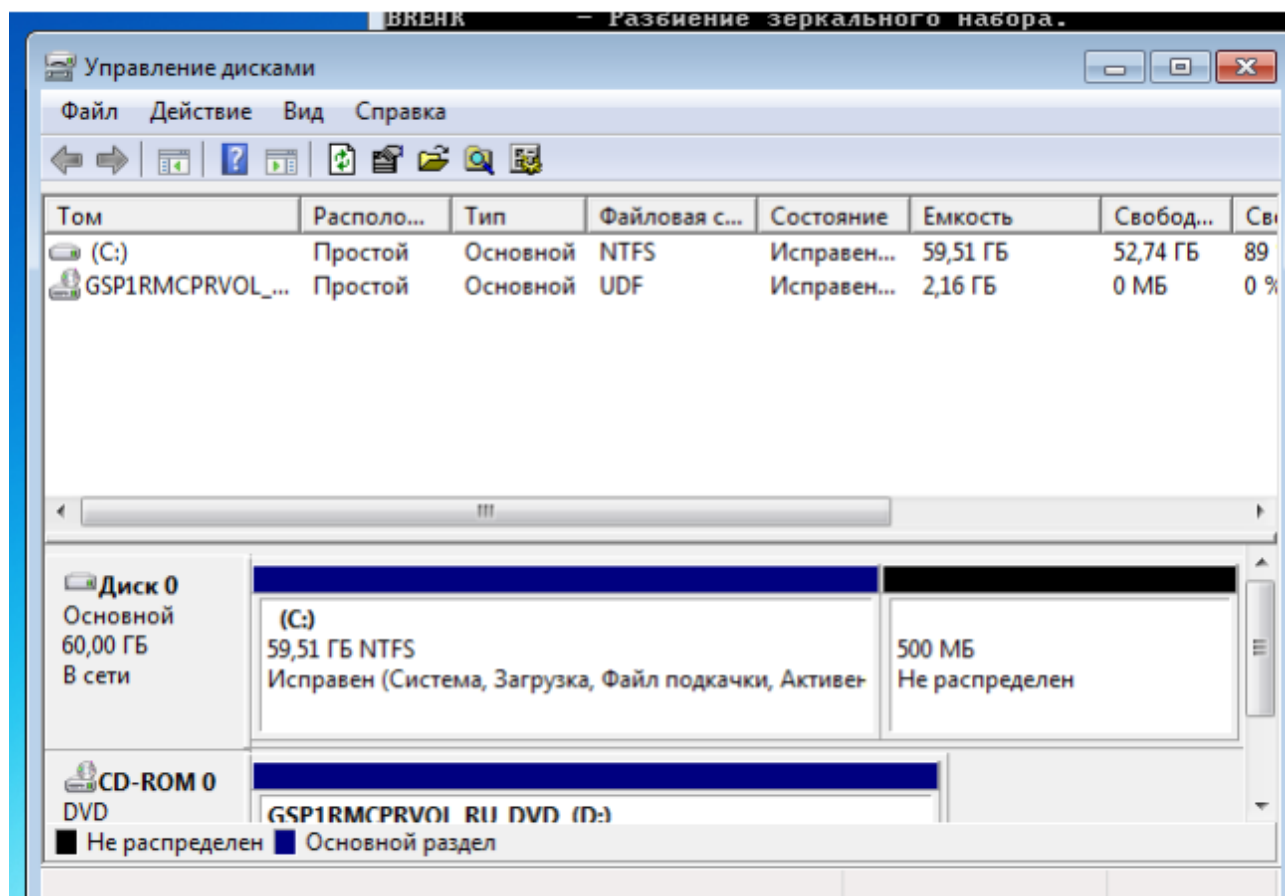 BREAK – Разбиение зеркального набора.
Управление дисками
Файл Действие Вид Справка
Том Располо... Тип Файловая с... Состояние Емкость Свобод... Сво
(C:) Простой Основной NTFS Исправен... 59,51 ГБ 52,74 ГБ 89
GSP1RMCPRVOL_... Простой Основной UDF Исправен... 2,16 ГБ 0 МБ 0 %
Диск 0
Основной
60,00 ГБ
В сети
(C:)
59,51 ГБ NTFS
Исправен (Система, Загрузка, Файл подкачки, Активен
500 МБ
Не распределен
CD-ROM 0
DVD
GSP1RMCPRVOL_RU_DVD (D:)
Не распределен Основной раздел